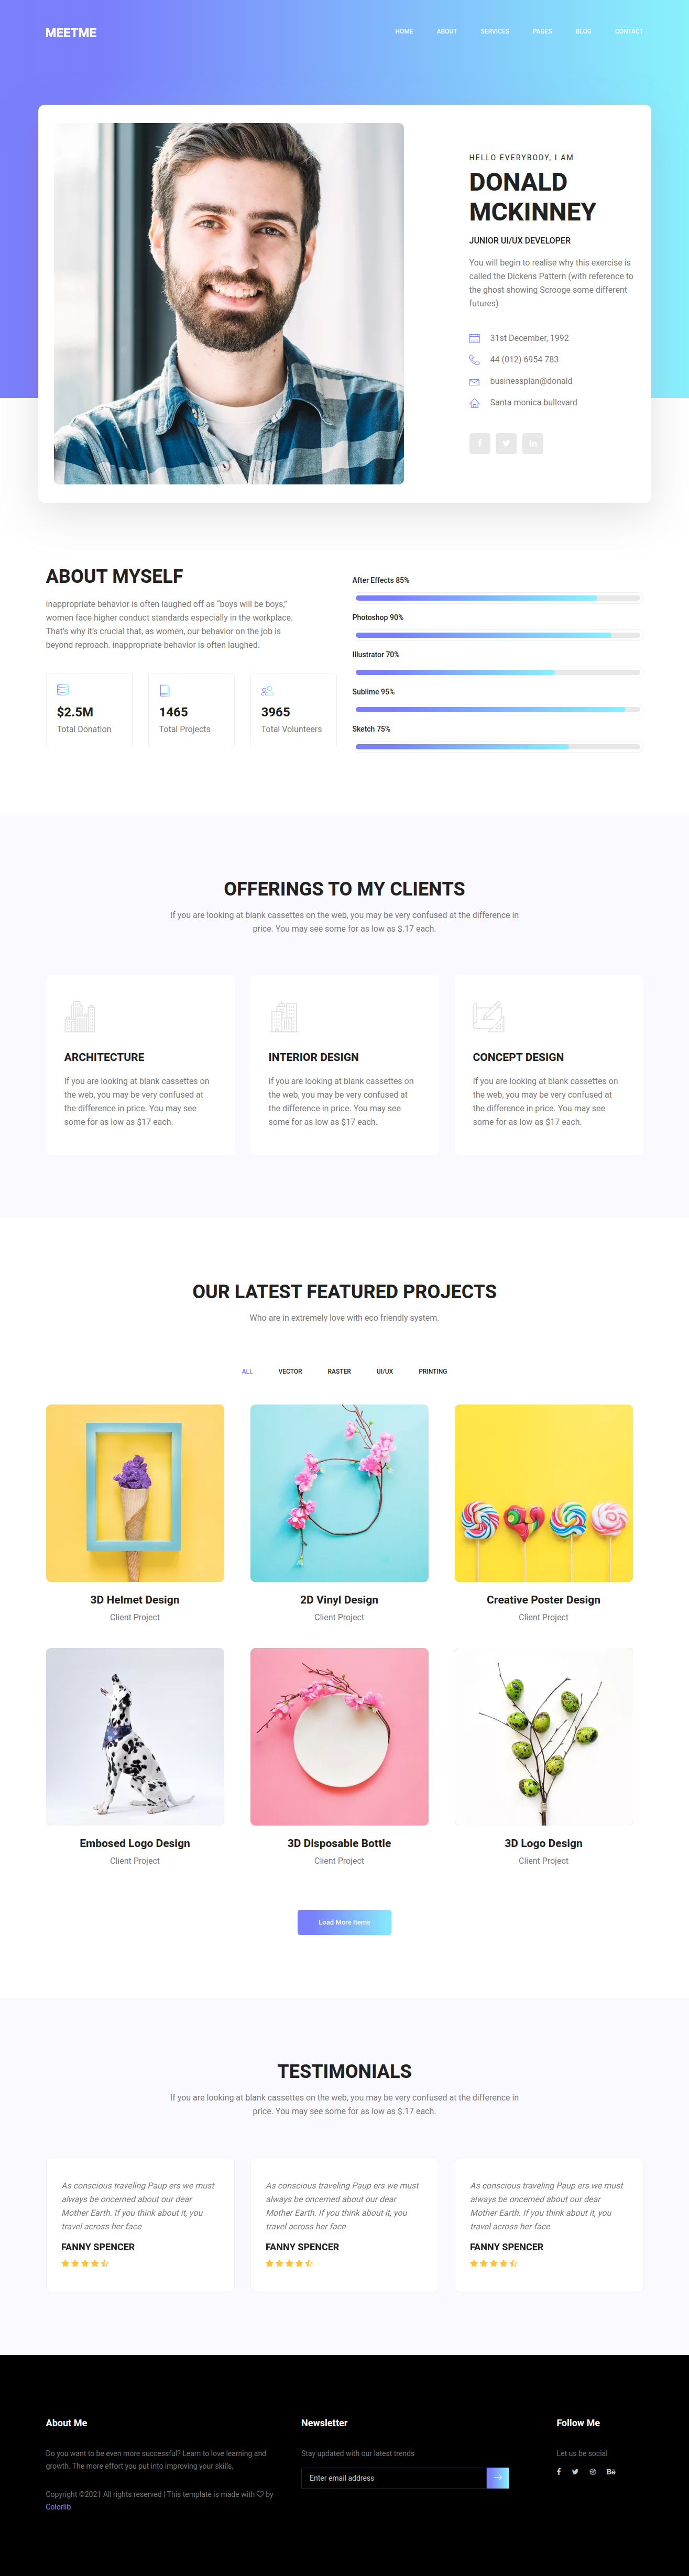 MEETME
HOME ABOUT SERVICES PAGES BLOG CONTACT
HELLO EVERYBODY, I AM
DONALD
MCKINNEY
JUNIOR UI/UX DEVELOPER
You will begin to realise why this exercise is
called the Dickens Pattern (with reference to
the ghost showing Scrooge some different
futures)
31st December, 1992
44 (012) 6954 783
businessplan@donald
Santa monica bullevard
ABOUT MYSELF
inappropriate behavior is often laughed off as "boys will be boys,"
women face higher conduct standards especially in the workplace.
That's why it's crucial that, as women, our behavior on the job is
beyond reproach. inappropriate behavior is often laughed.
$2.5M
Total Donation
1465
Total Projects
3965
Total Volunteers
After Effects 85%
Photoshop 90%
Illustrator 70%
Sublime 95%
Sketch 75%
OFFERINGS TO MY CLIENTS
If you are looking at blank cassettes on the web, you may be very confused at the difference in
price. You may see some for as low as $.17 each.
ARCHITECTURE
If you are looking at blank cassettes on
the web, you may be very confused at
the difference in price. You may see
some for as low as $17 each.
INTERIOR DESIGN
If you are looking at blank cassettes on
the web, you may be very confused at
the difference in price. You may see
some for as low as $17 each.
CONCEPT DESIGN
If you are looking at blank cassettes on
the web, you may be very confused at
the difference in price. You may see
some for as low as $17 each.
OUR LATEST FEATURED PROJECTS
Who are in extremely love with eco friendly system.
ALL VECTOR RASTER UI/UX PRINTING
3D Helmet Design
Client Project
2D Vinyl Design
Client Project
Creative Poster Design
Client Project
Embosed Logo Design
Client Project
3D Disposable Bottle
Client Project
3D Logo Design
Client Project
Load More Items
TESTIMONIALS
If you are looking at blank cassettes on the web, you may be very confused at the difference in
price. You may see some for as low as $.17 each.
As conscious traveling Paup ers we must
always be oncerned about our dear
Mother Earth. If you think about it, you
travel across her face
FANNY SPENCER
As conscious traveling Paup ers we must
always be oncerned about our dear
Mother Earth. If you think about it, you
travel across her face
FANNY SPENCER
As conscious traveling Paup ers we must
always be oncerned about our dear
Mother Earth. If you think about it, you
travel across her face
FANNY SPENCER
About Me
Do you want to be even more successful? Learn to love learning and
growth. The more effort you put into improving your skills,
Copyright ©2021 All rights reserved | This template is made with ♡ by
Colorlib
Newsletter
Stay updated with our latest trends
Enter email address
Follow Me
Let us be social